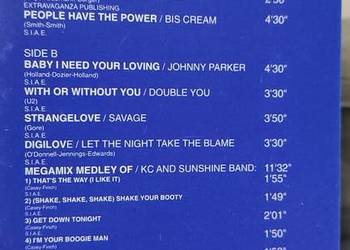 EXTRAVAGANZA PUBLISHING
PEOPLE HAVE THE POWER / BIS CREAM 4'30"
(Smith-Smith)
S.I.A.E.
SIDE B
BABY I NEED YOUR LOVING / JOHNNY PARKER 4'30"
(Holland-Dozier-Holland)
S.I.A.E.
WITH OR WITHOUT YOU / DOUBLE YOU 3'30"
(U2)
S.I.A.E.
STRANGELOVE / SAVAGE 3'50"
(Gore)
S.I.A.E.
DIGILOVE / LET THE NIGHT TAKE THE BLAME 3'30"
(O'Donnell-Jennings-Edwards)
S.I.A.E.
MEGAMIX MEDLEY OF / KC AND SUNSHINE BAND: 11'32"
1) THAT'S THE WAY (I LIKE IT) 1'55"
(Casey-Finch)
S.I.A.E.
2) (SHAKE, SHAKE, SHAKE) SHAKE YOUR BOOTY 1'49"
(Casey-Finch)
S.I.A.E.
3) GET DOWN TONIGHT 2'01"
(Casey-Finch)
S.I.A.E.
4) I'M YOUR BOOGIE MAN 1'50"
(Casey-Finch)
S.I.A.E.